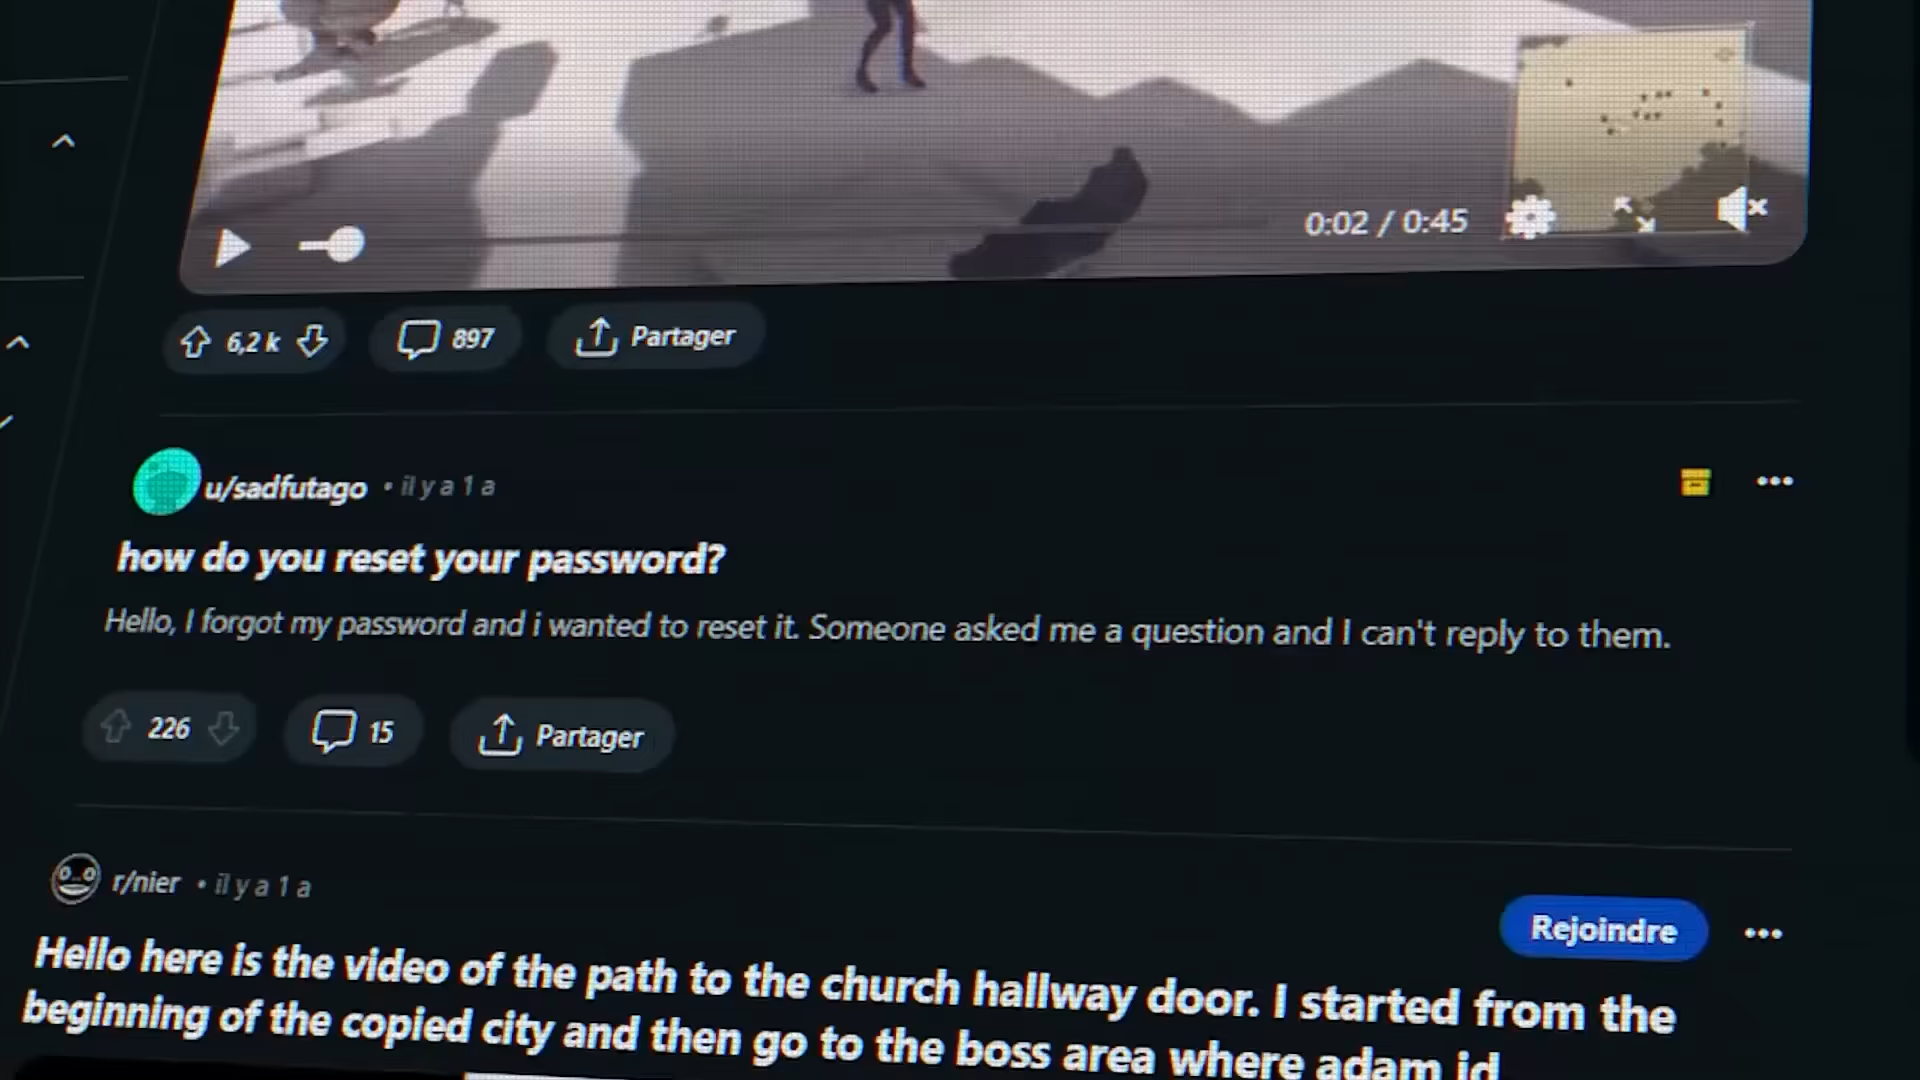 0:02 / 0:45
6,2 k
897
Partager
u/sadfutago • il y a 1 a
how do you reset your password?
Hello, I forgot my password and i wanted to reset it. Someone asked me a question and I can't reply to them.
226
15
Partager
r/nier • il y a 1 a
Rejoindre
Hello here is the video of the path to the church hallway door. I started from the
beginning of the copied city and then go to the boss area where adam id